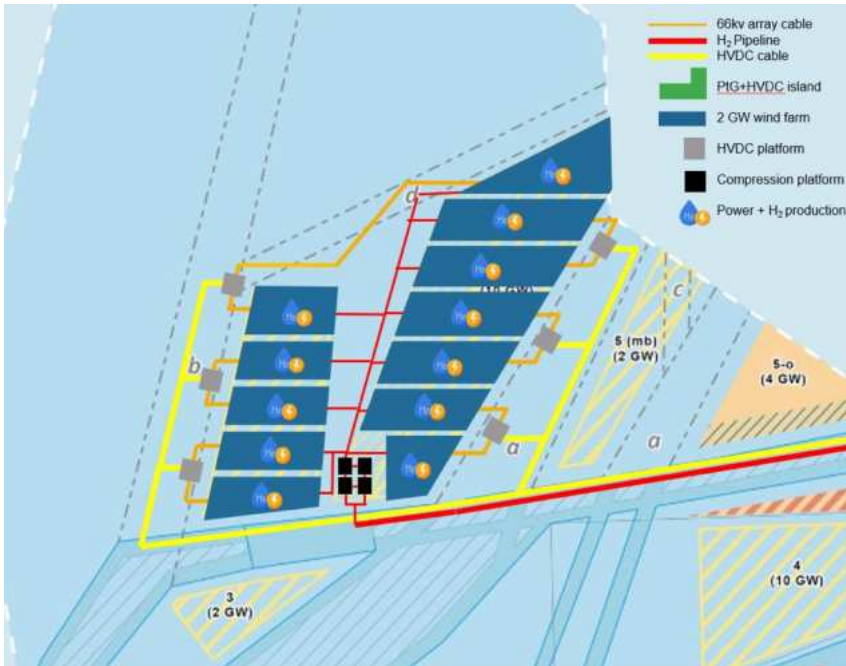 66kv array cable
H₂ Pipeline
HVDC cable
PtG+HVDC island
2 GW wind farm
HVDC platform
Compression platform
Power + H₂ production
d
c
b
5 (mb)
(2 GW)
5-o
(4 GW)
a
a
4
(10 GW)
3
(2 GW)